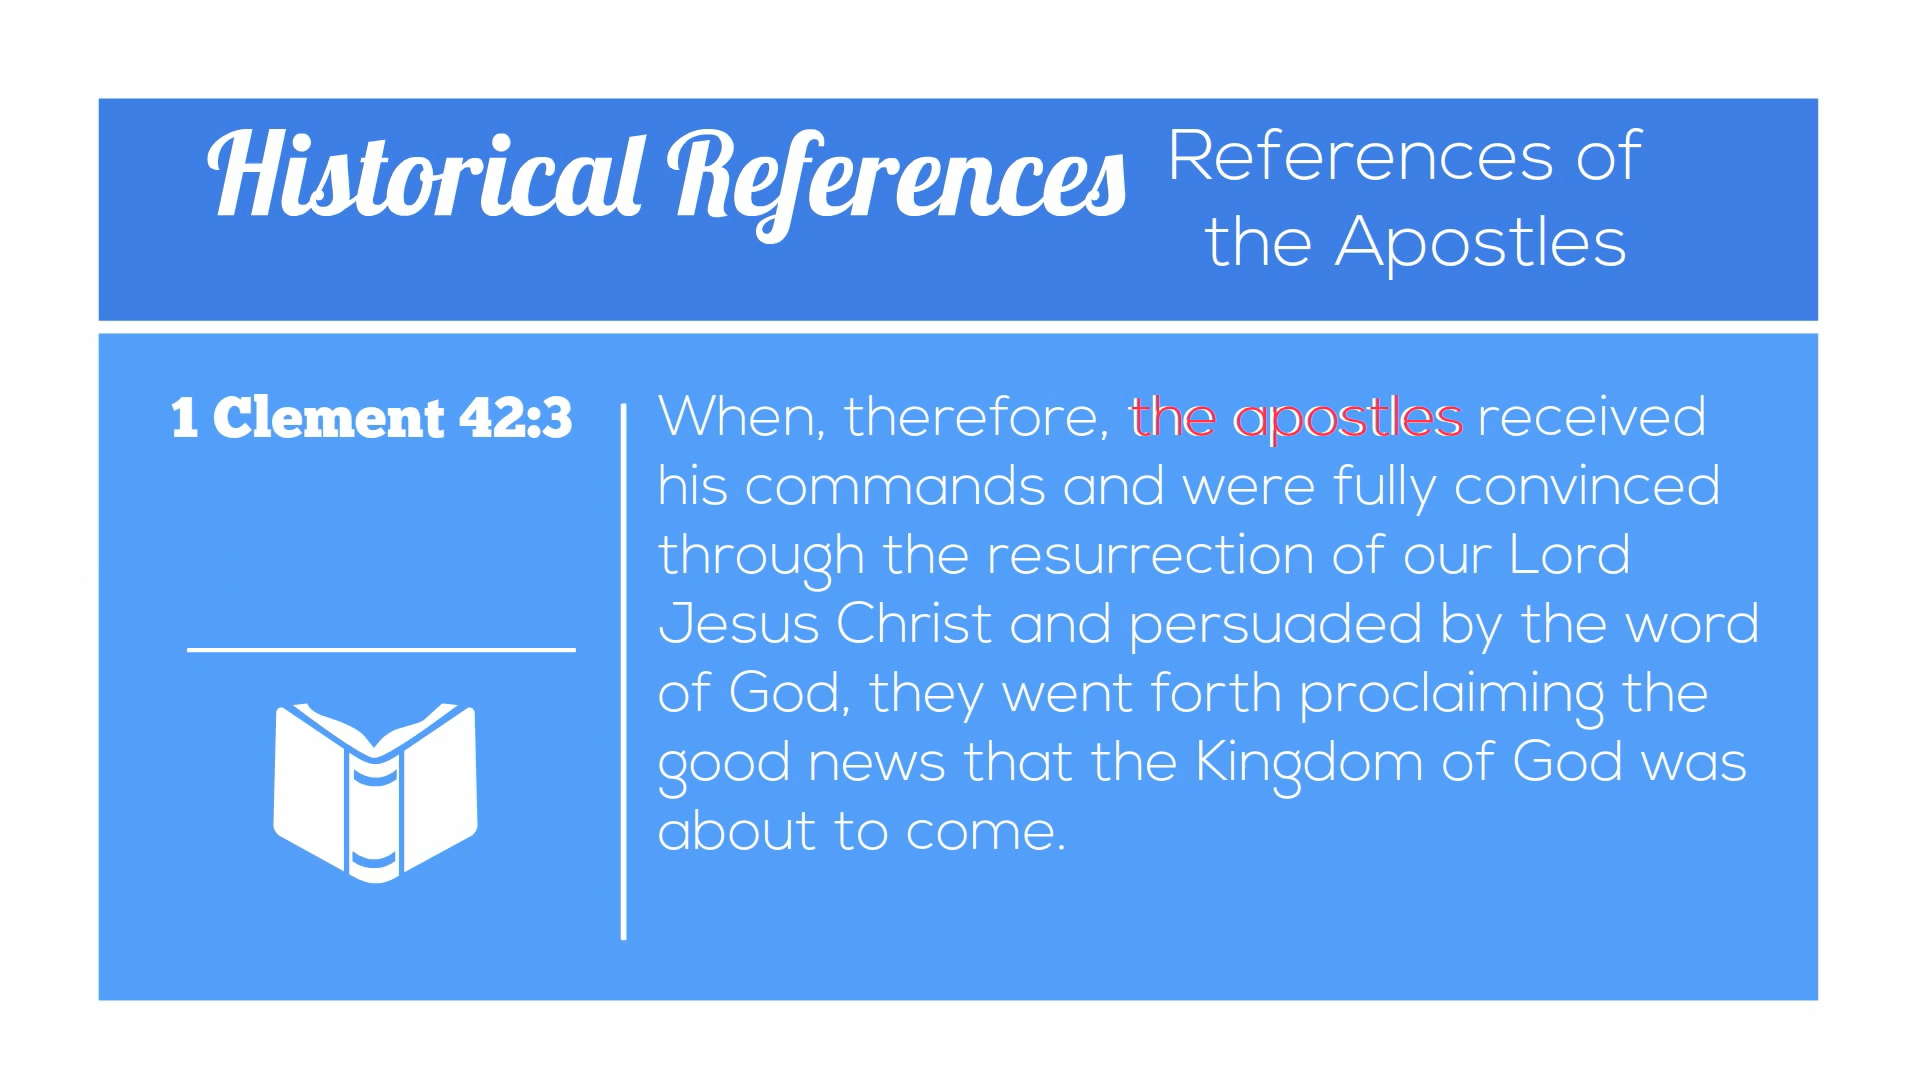 Historical References
References of
the Apostles
1 Clement 42:3
When, therefore, the apostles received
his commands and were fully convinced
through the resurrection of our Lord
Jesus Christ and persuaded by the word
of God, they went forth proclaiming the
good news that the Kingdom of God was
about to come.